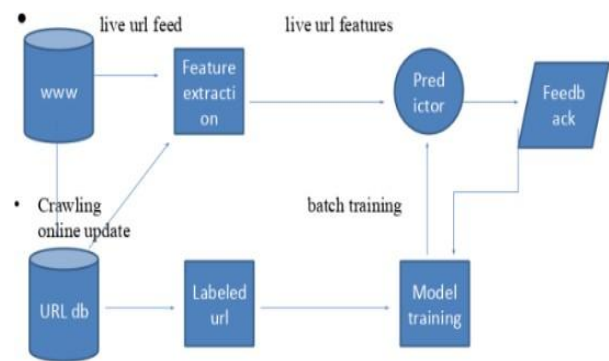 live url feed
live url features
www
Feature
extracti
on
Pred
ictor
Feedb
ack
• Crawling
online update
batch training
URL db
Labeled
url
Model
training